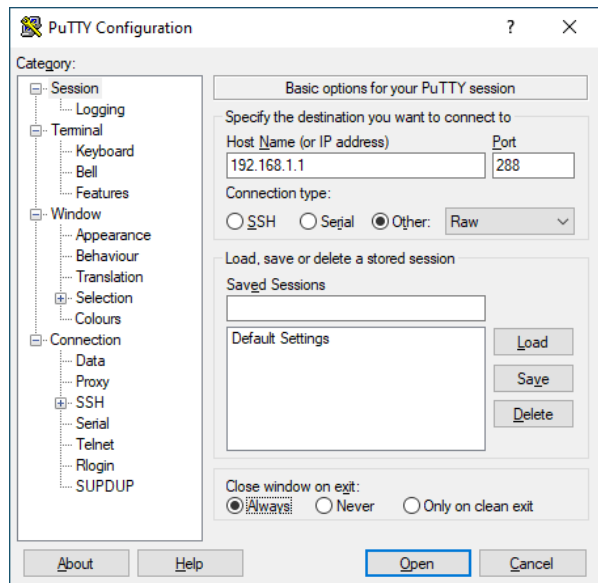 PuTTY Configuration
?
Category:
Session
Logging
Terminal
Keyboard
Bell
Features
Window
Appearance
Behaviour
Translation
Selection
Colours
Connection
Data
Proxy
SSH
Serial
Telnet
Rlogin
SUPDUP
Basic options for your PuTTY session
Specify the destination you want to connect to
Host Name (or IP address) Port
192.168.1.1 288
Connection type:
SSH Serial Other: Raw
Load, save or delete a stored session
Saved Sessions
Default Settings
Load
Save
Delete
Close window on exit:
Always Never Only on clean exit
About Help Open Cancel